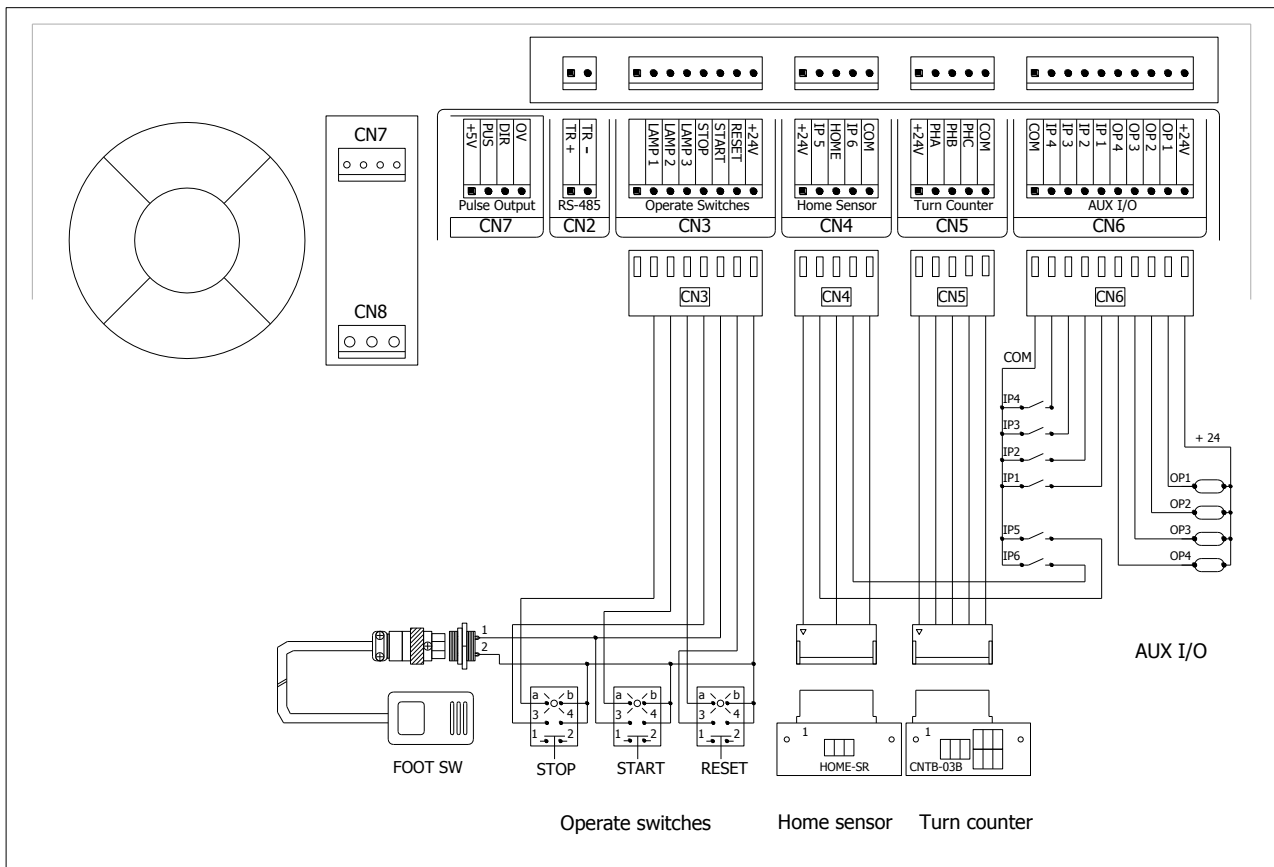 CN7
CN8
+5V
PUS
DIR
OV
Pulse Output
CN7
TR +
TR -
RS-485
CN2
LAMP 1
LAMP 2
LAMP 3
STOP
START
RESET
+24V
Operate Switches
CN3
+24V
IP 5
HOME
IP 6
COM
Home Sensor
CN4
+24V
PHA
PHB
PHC
COM
Turn Counter
CN5
COM
IP 4
IP 3
IP 2
IP 1
OP 4
OP 3
OP 2
OP 1
+24V
AUX I/O
CN6
CN3
CN4
CN5
CN6
COM
IP4
IP3
IP2
IP1
IP5
IP6
+ 24
OP1
OP2
OP3
OP4
AUX I/O
1
2
FOOT SW
a b
3 4
1 2
STOP
a b
3 4
1 2
START
a b
3 4
1 2
RESET
1
HOME-SR
1
CNTB-03B
Operate switches
Home sensor
Turn counter